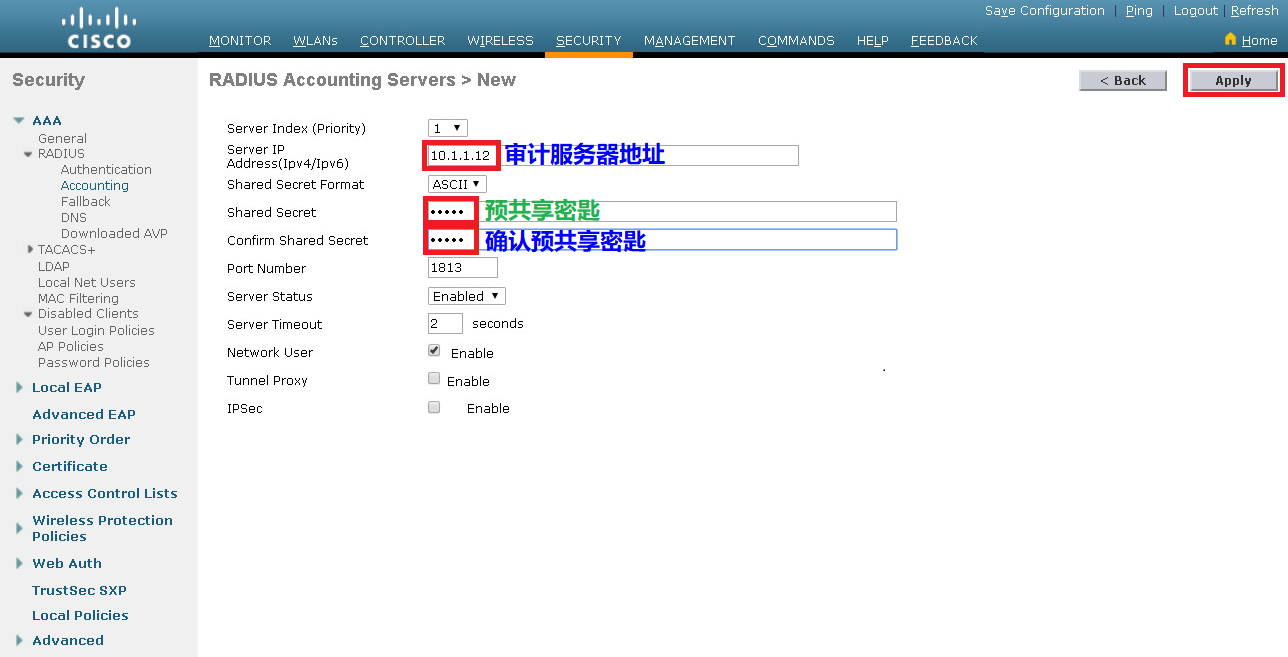 Save Configuration | Ping | Logout | Refresh
CISCO
MONITOR WLANs CONTROLLER WIRELESS SECURITY MANAGEMENT COMMANDS HELP FEEDBACK Home
Security
RADIUS Accounting Servers > New
< Back
Apply
AAA
General
RADIUS
Authentication
Accounting
Fallback
DNS
Downloaded AVP
TACACS+
LDAP
Local Net Users
MAC Filtering
Disabled Clients
User Login Policies
AP Policies
Password Policies
Local EAP
Advanced EAP
Priority Order
Certificate
Access Control Lists
Wireless Protection
Policies
Web Auth
TrustSec SXP
Local Policies
Advanced
Server Index (Priority) 1
Server IP
Address(Ipv4/Ipv6) 10.1.1.12 审计服务器地址
Shared Secret Format ASCII
Shared Secret ••••• 预共享密匙
Confirm Shared Secret ••••• 确认预共享密匙
Port Number 1813
Server Status Enabled
Server Timeout 2 seconds
Network User Enable
Tunnel Proxy Enable
IPSec Enable